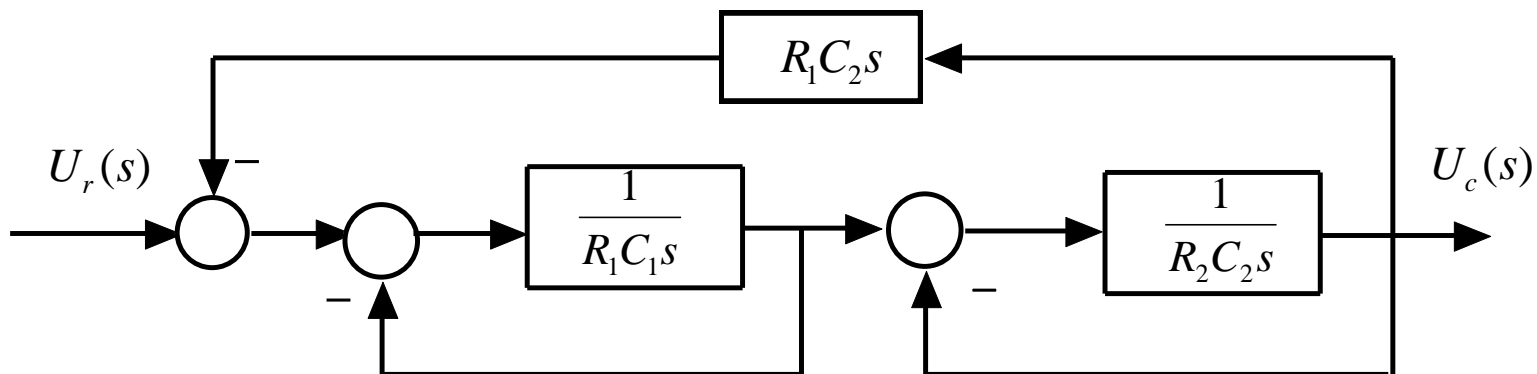 R₁C₂s
U_r(s)
−
1
R₁C₁s
−
1
R₂C₂s
−
U_c(s)